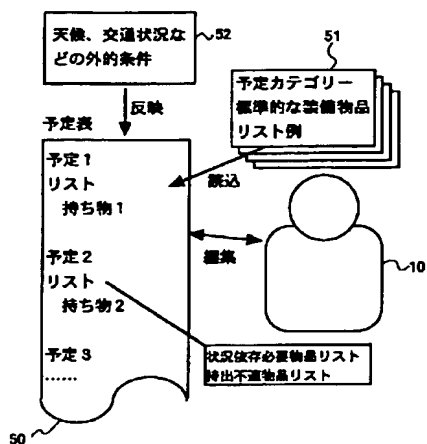 天候、交通状況な
どの外的条件
52
51
予定カテゴリー
標準的な装備物品
リスト例
反映
予定表
予定1
リスト
持ち物1
読込
編集
10
予定2
リスト
持ち物2
状況依存必要物品リスト
持出不適物品リスト
予定3
……
50